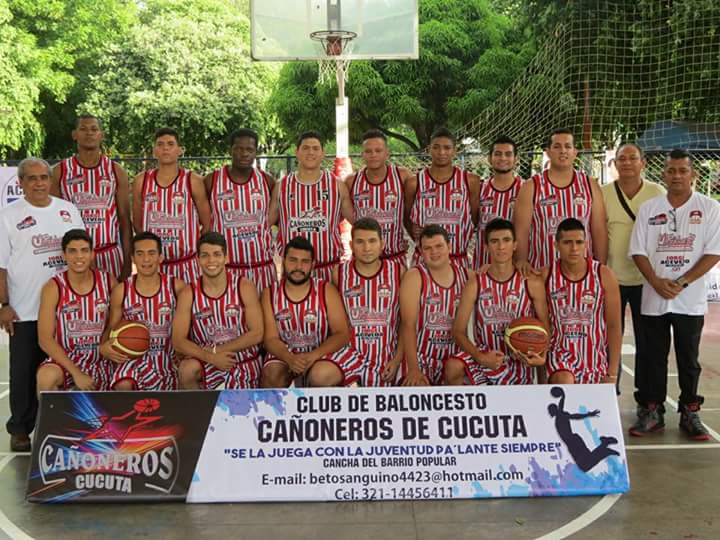 CAÑONEROS
CUCUTA
CLUB DE BALONCESTO
CAÑONEROS DE CUCUTA
"SE LA JUEGA CON LA JUVENTUD PA´LANTE SIEMPRE"
CANCHA DEL BARRIO POPULAR
E-mail: betosanguino4423@hotmail.com
Cel: 321-14456411